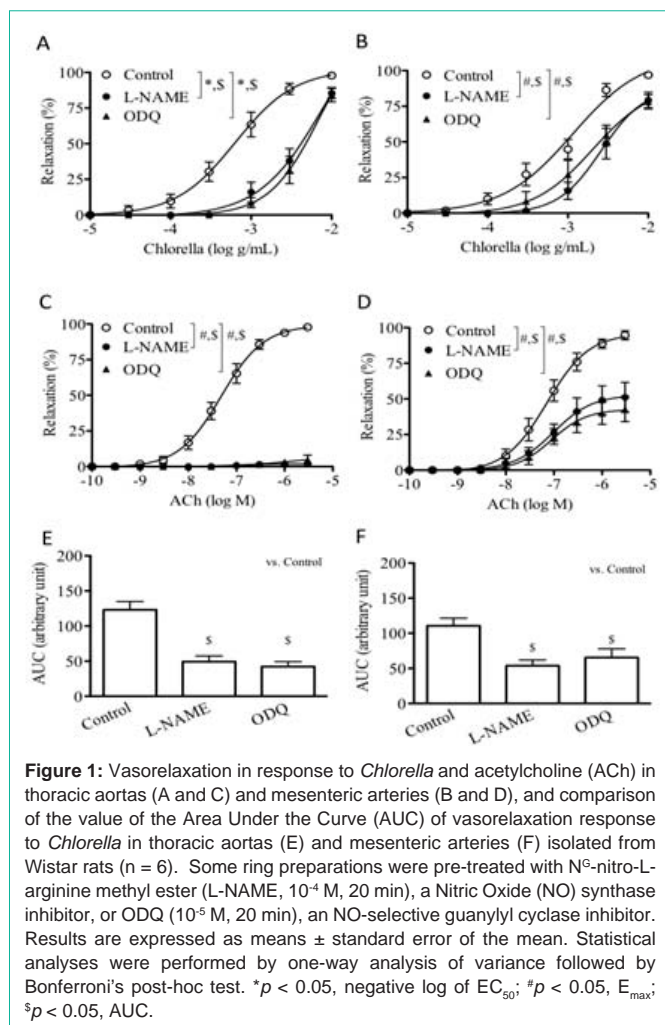 A
Control
L-NAME
ODQ
*,$
*,$
Relaxation (%)
100
75
50
25
0
-5
-4
-3
-2
Chlorella (log g/mL)
B
Control
L-NAME
ODQ
#,$
#,$
Relaxation (%)
100
75
50
25
0
-5
-4
-3
-2
Chlorella (log g/mL)
C
Control
L-NAME
ODQ
#,$
#,$
Relaxation (%)
100
75
50
25
0
-10
-9
-8
-7
-6
-5
ACh (log M)
D
Control
L-NAME
ODQ
#,$
#,$
Relaxation (%)
100
75
50
25
0
-10
-9
-8
-7
-6
-5
ACh (log M)
E
vs. Control
AUC (arbitrary unit)
200
150
100
50
0
$
$
Control
L-NAME
ODQ
F
vs. Control
AUC (arbitrary unit)
200
150
100
50
0
$
$
Control
L-NAME
ODQ
Figure 1: Vasorelaxation in response to Chlorella and acetylcholine (ACh) in
thoracic aortas (A and C) and mesenteric arteries (B and D), and comparison
of the value of the Area Under the Curve (AUC) of vasorelaxation response
to Chlorella in thoracic aortas (E) and mesenteric arteries (F) isolated from
Wistar rats (n = 6). Some ring preparations were pre-treated with Nᴳ-nitro-L-
arginine methyl ester (L-NAME, 10⁻⁴ M, 20 min), a Nitric Oxide (NO) synthase
inhibitor, or ODQ (10⁻⁵ M, 20 min), an NO-selective guanylyl cyclase inhibitor.
Results are expressed as means ± standard error of the mean. Statistical
analyses were performed by one-way analysis of variance followed by
Bonferroni's post-hoc test. *p < 0.05, negative log of EC₅₀; #p < 0.05, Eₘₐₓ;
$p < 0.05, AUC.